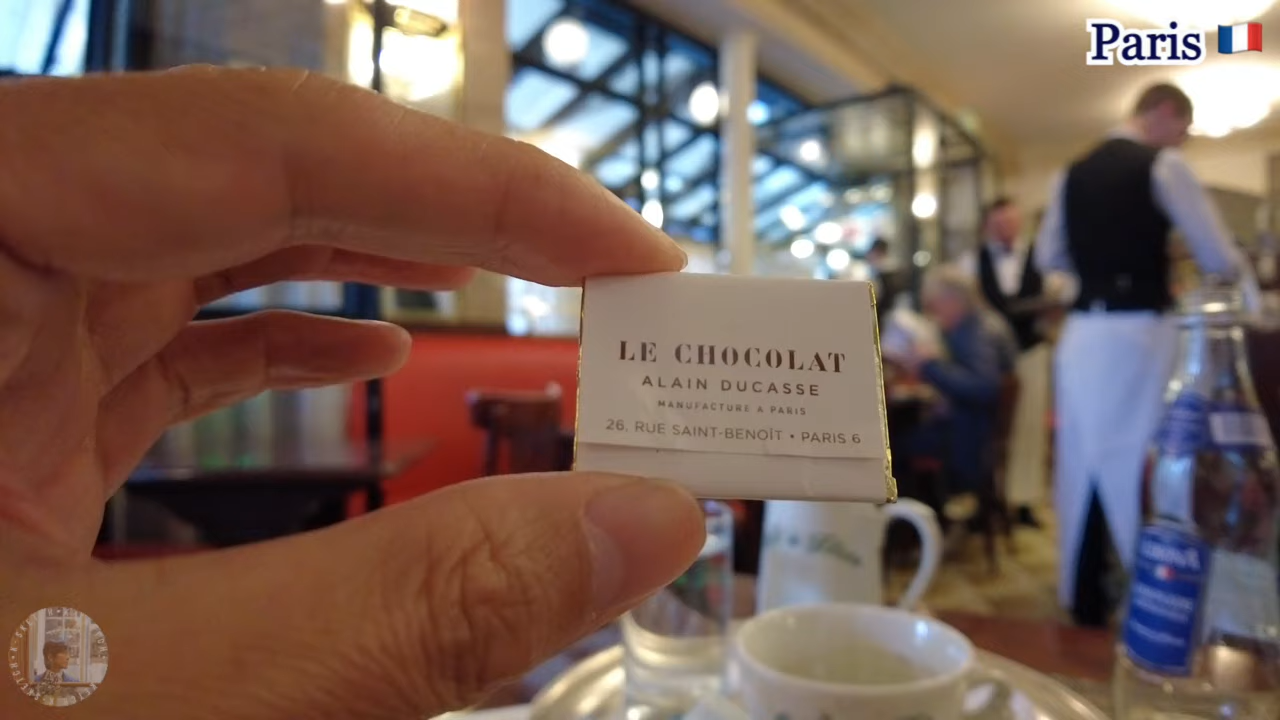 Paris 🇫🇷
LE CHOCOLAT
ALAIN DUCASSE
MANUFACTURE A PARIS
26, RUE SAINT-BENOÎT • PARIS 6